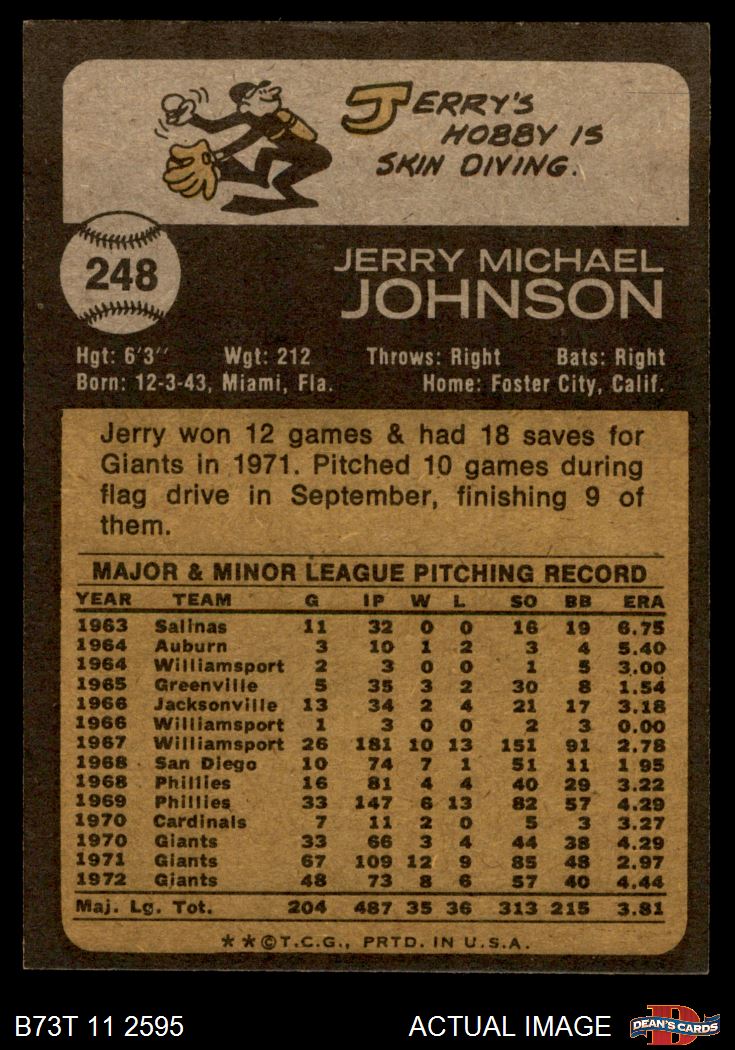 JERRY'S
HOBBY IS
SKIN DIVING.
248
JERRY MICHAEL
JOHNSON
Hgt: 6'3" Wgt: 212 Throws: Right Bats: Right
Born: 12-3-43, Miami, Fla. Home: Foster City, Calif.
Jerry won 12 games & had 18 saves for
Giants in 1971. Pitched 10 games during
flag drive in September, finishing 9 of
them.
MAJOR & MINOR LEAGUE PITCHING RECORD
YEAR TEAM G IP W L SO BB ERA
1963 Salinas 11 32 0 0 16 19 6.75
1964 Auburn 3 10 1 2 3 4 5.40
1964 Williamsport 2 3 0 0 1 5 3.00
1965 Greenville 5 35 3 2 30 8 1.54
1966 Jacksonville 13 34 2 4 21 17 3.18
1966 Williamsport 1 3 0 0 2 3 0.00
1967 Williamsport 26 181 10 13 151 91 2.78
1968 San Diego 10 74 7 1 51 11 1 95
1968 Phillies 16 81 4 4 40 29 3.22
1969 Phillies 33 147 6 13 82 57 4.29
1970 Cardinals 7 11 2 0 5 3 3.27
1970 Giants 33 66 3 4 44 38 4.29
1971 Giants 67 109 12 9 85 48 2.97
1972 Giants 48 73 8 6 57 40 4.44
Maj. Lg. Tot. 204 487 35 36 313 215 3.81
**©T.C.G., PRTD. IN U.S.A.
B73T 11 2595 ACTUAL IMAGE D DEAN'S CARDS